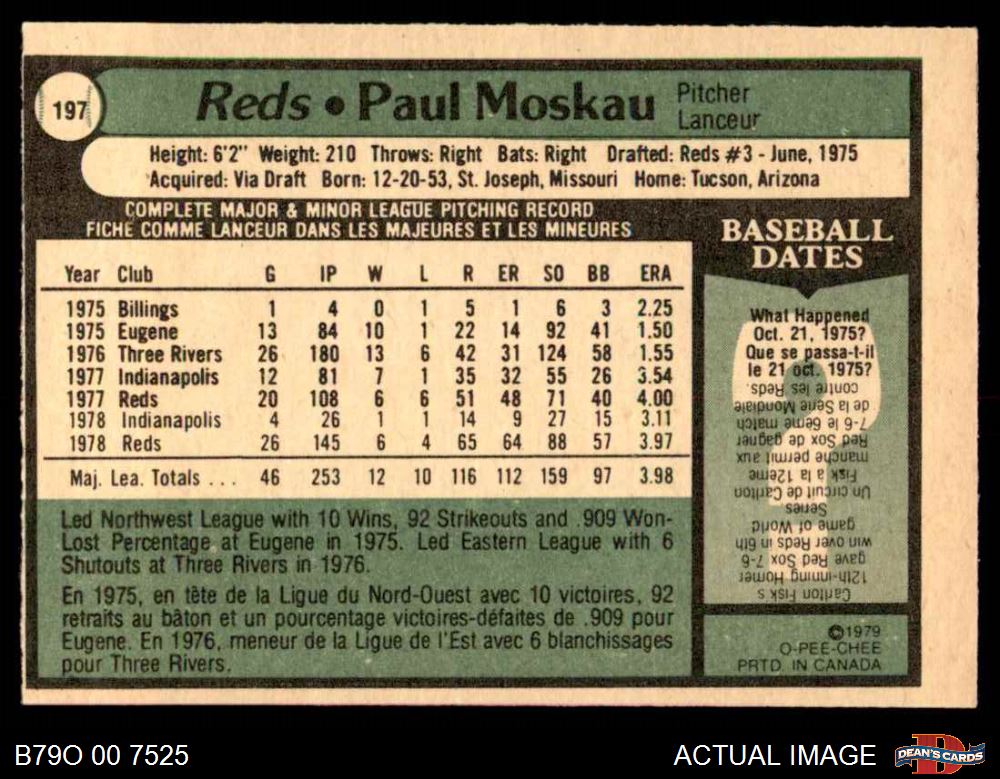 197
Reds • Paul Moskau
Pitcher
Lanceur
Height: 6'2" Weight: 210 Throws: Right Bats: Right Drafted: Reds #3 - June, 1975
Acquired: Via Draft Born: 12-20-53, St. Joseph, Missouri Home: Tucson, Arizona
COMPLETE MAJOR & MINOR LEAGUE PITCHING RECORD
FICHE COMME LANCEUR DANS LES MAJEURES ET LES MINEURES
Year Club G IP W L R ER SO BB ERA
1975 Billings 1 4 0 1 5 1 6 3 2.25
1975 Eugene 13 84 10 1 22 14 92 41 1.50
1976 Three Rivers 26 180 13 6 42 31 124 58 1.55
1977 Indianapolis 12 81 7 1 35 32 55 26 3.54
1977 Reds 20 108 6 6 51 48 71 40 4.00
1978 Indianapolis 4 26 1 1 14 9 27 15 3.11
1978 Reds 26 145 6 4 65 64 88 57 3.97
Maj. Lea. Totals ... 46 253 12 10 116 112 159 97 3.98
Led Northwest League with 10 Wins, 92 Strikeouts and .909 Won-
Lost Percentage at Eugene in 1975. Led Eastern League with 6
Shutouts at Three Rivers in 1976.
En 1975, en tête de la Ligue du Nord-Ouest avec 10 victoires, 92
retraits au bâton et un pourcentage victoires-défaites de .909 pour
Eugene. En 1976, meneur de la Ligue de l'Est avec 6 blanchissages
pour Three Rivers.
BASEBALL
DATES
What Happened
Oct. 21, 1975?
Que se passa-t-il
le 21 oct. 1975?
Carlton Fisk's
12th-inning Homer
gave Red Sox 7-6
win over Reds in 6th
game of World
Series
Un circuit de Carlton
Fisk à la 12ème
manche permit aux
Red Sox de gagner
7-6 le 6ème match
de la Série Mondiale
contre les Reds.
©1979
O-PEE-CHEE
PRTD. IN CANADA
B79O 00 7525
ACTUAL IMAGE
DEAN'S CARDS